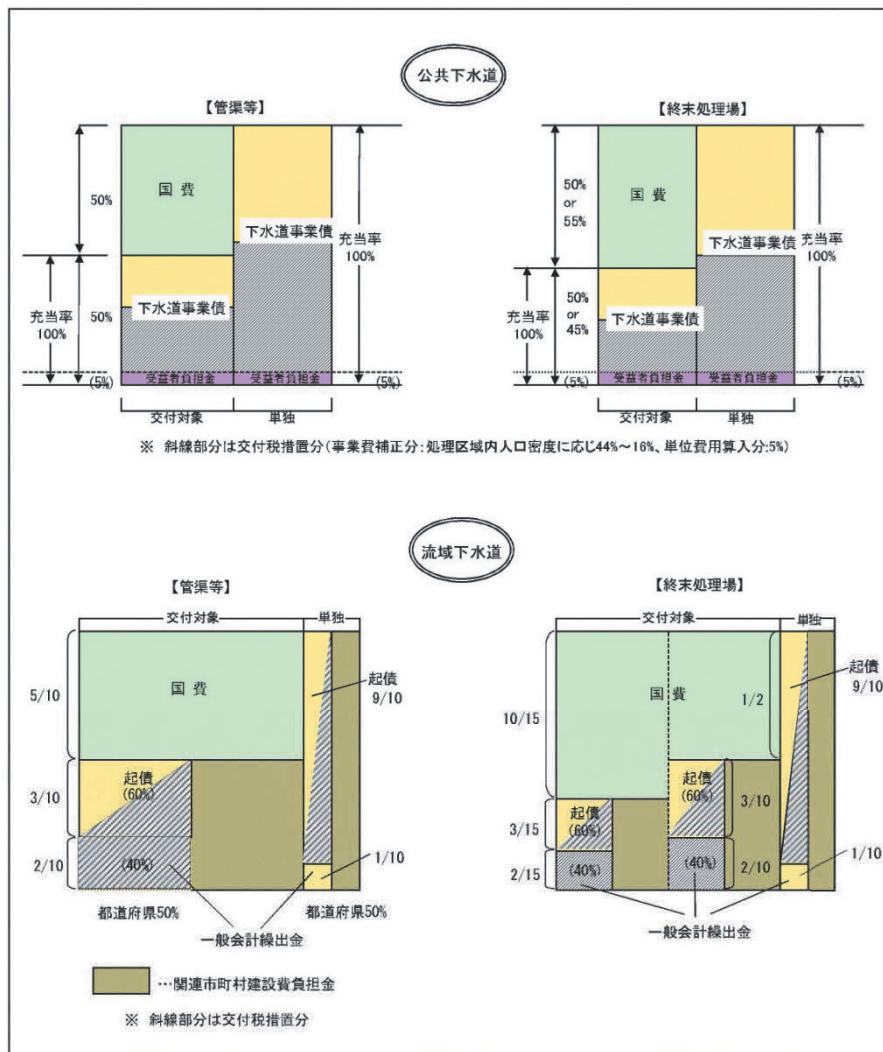 公共下水道
【管渠等】
国 費
50%
充当率
100%
50%
(5%)
下水道事業債
下水道事業債
充当率
100%
受益者負担金
受益者負担金
(5%)
交付対象
単独
【終末処理場】
50%
or
55%
国 費
充当率
100%
50%
or
45%
(5%)
下水道事業債
下水道事業債
充当率
100%
受益者負担金
受益者負担金
(5%)
交付対象
単独
※ 斜線部分は交付税措置分(事業費補正分:処理区域内人口密度に応じ44%~16%、単位費用算入分:5%)
流域下水道
【管渠等】
交付対象
単独
国 費
5/10
起債
9/10
起債
(60%)
3/10
(40%)
2/10
1/10
都道府県50%
都道府県50%
一般会計繰出金
【終末処理場】
交付対象
単独
国 費
10/15
1/2
起債
9/10
起債
(60%)
3/15
起債
(60%)
3/10
(40%)
2/15
(40%)
2/10
1/10
一般会計繰出金
…関連市町村建設費負担金
※ 斜線部分は交付税措置分